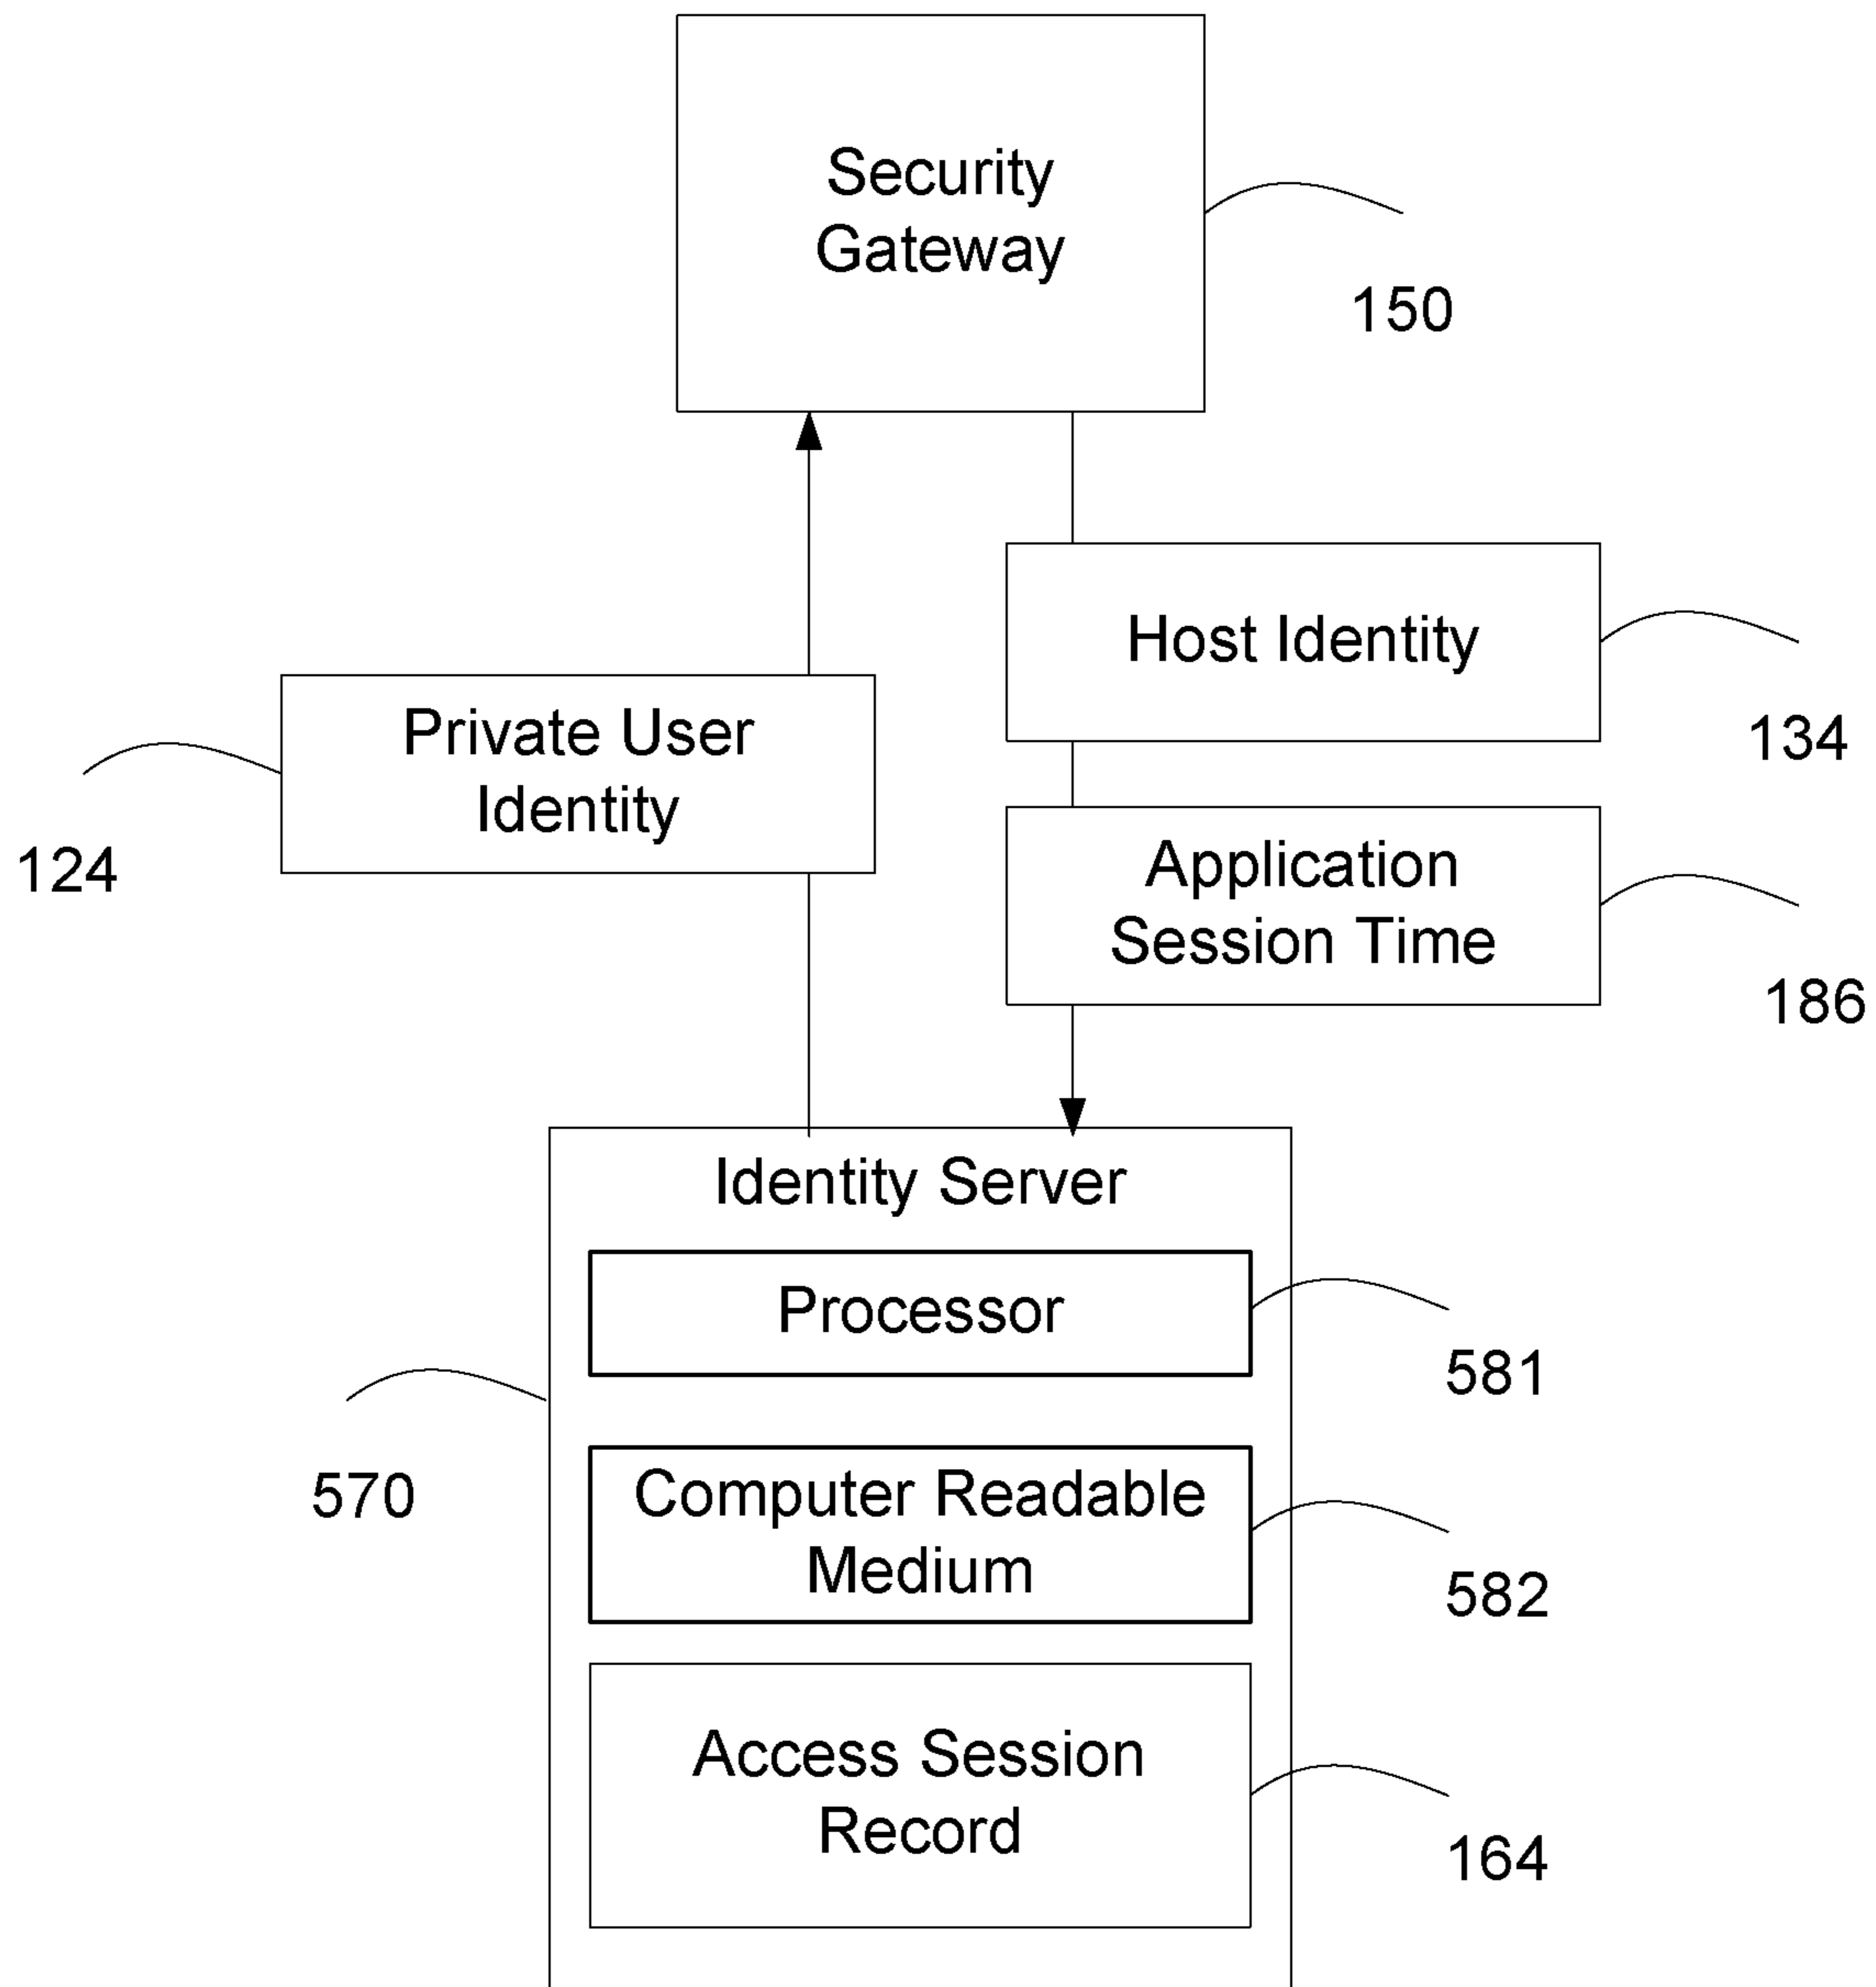 Security
Gateway
150
Host Identity
134
Private User
Identity
124
Application
Session Time
186
Identity Server
Processor
581
570
Computer Readable
Medium
582
Access Session
Record
164